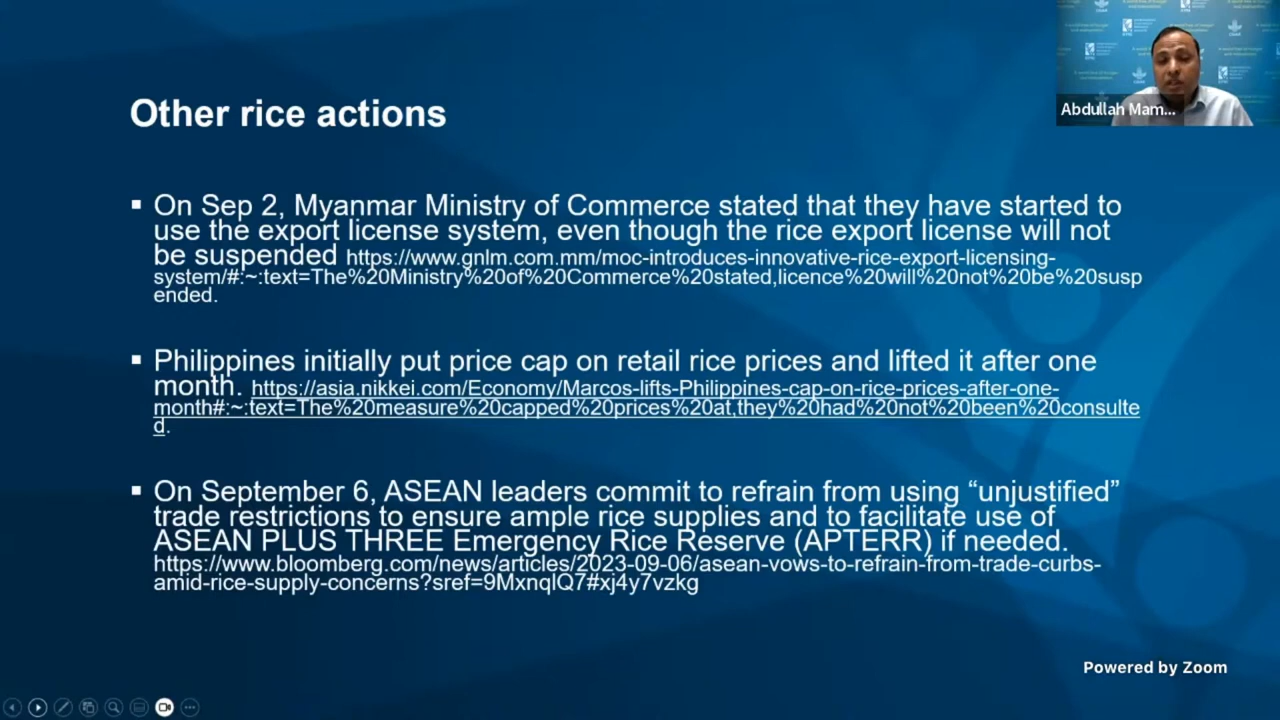 Other rice actions
Abdullah Mam...
▪ On Sep 2, Myanmar Ministry of Commerce stated that they have started to
use the export license system, even though the rice export license will not
be suspended https://www.gnlm.com.mm/moc-introduces-innovative-rice-export-licensing-
system/#:~:text=The%20Ministry%20of%20Commerce%20stated,licence%20will%20not%20be%20susp
ended.
▪ Philippines initially put price cap on retail rice prices and lifted it after one
month. https://asia.nikkei.com/Economy/Marcos-lifts-Philippines-cap-on-rice-prices-after-one-
month#:~:text=The%20measure%20capped%20prices%20at,they%20had%20not%20been%20consulte
d.
▪ On September 6, ASEAN leaders commit to refrain from using “unjustified”
trade restrictions to ensure ample rice supplies and to facilitate use of
ASEAN PLUS THREE Emergency Rice Reserve (APTERR) if needed.
https://www.bloomberg.com/news/articles/2023-09-06/asean-vows-to-refrain-from-trade-curbs-
amid-rice-supply-concerns?sref=9MxnqlQ7#xj4y7vzkg
Powered by Zoom